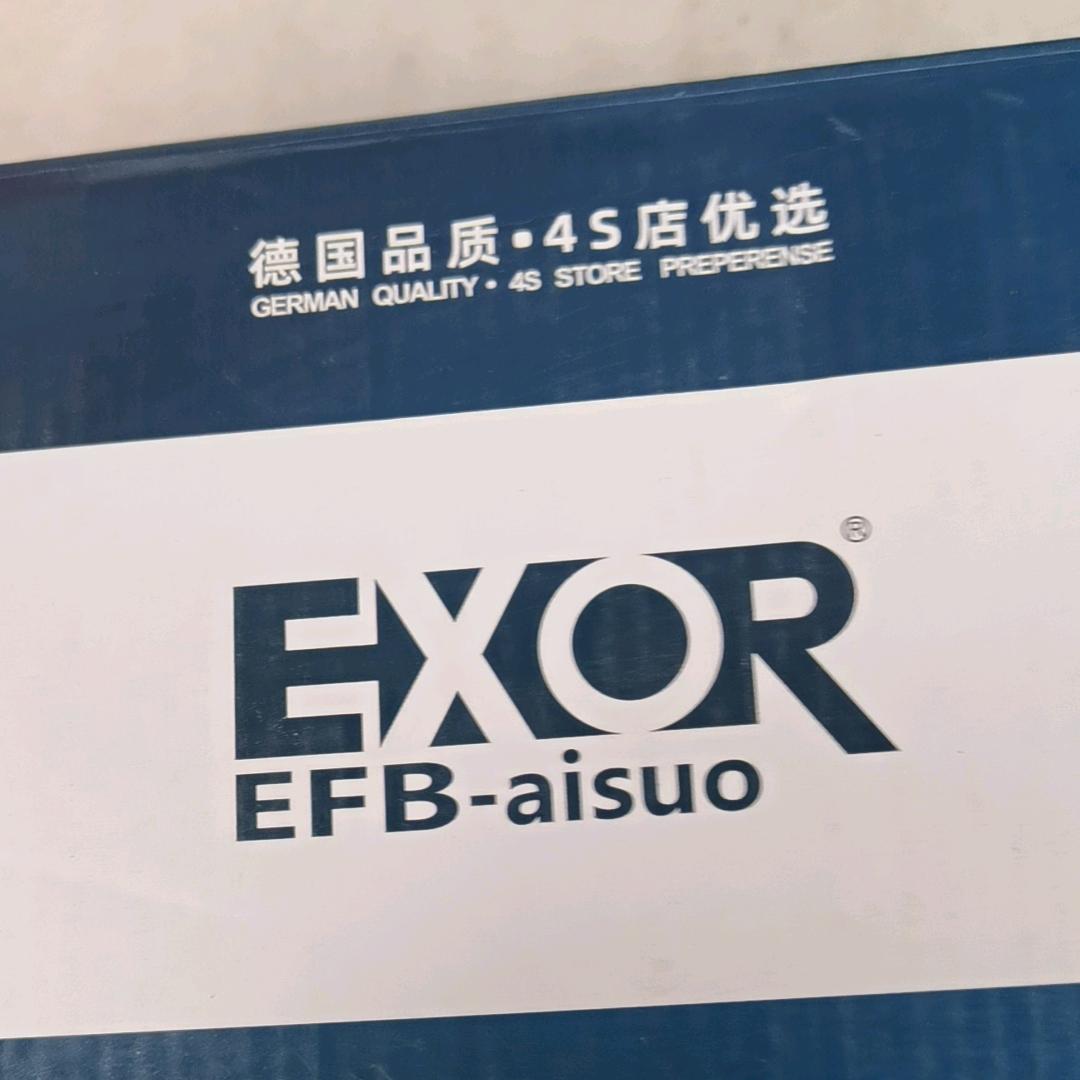 德国品质·4S店优选
GERMAN QUALITY · 4S STORE PREPERENSE
EXOR®
EFB-aisuo